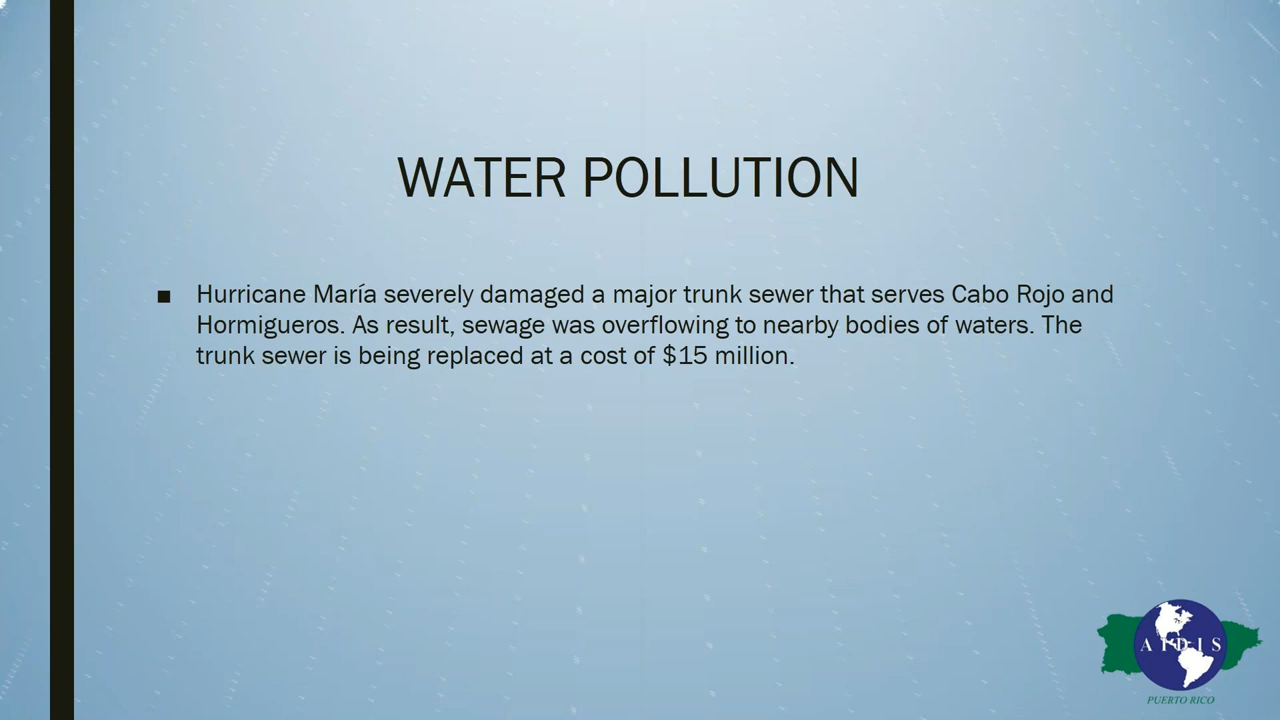 WATER POLLUTION
■ Hurricane María severely damaged a major trunk sewer that serves Cabo Rojo and
Hormigueros. As result, sewage was overflowing to nearby bodies of waters. The
trunk sewer is being replaced at a cost of $15 million.
AIDIS
PUERTO RICO